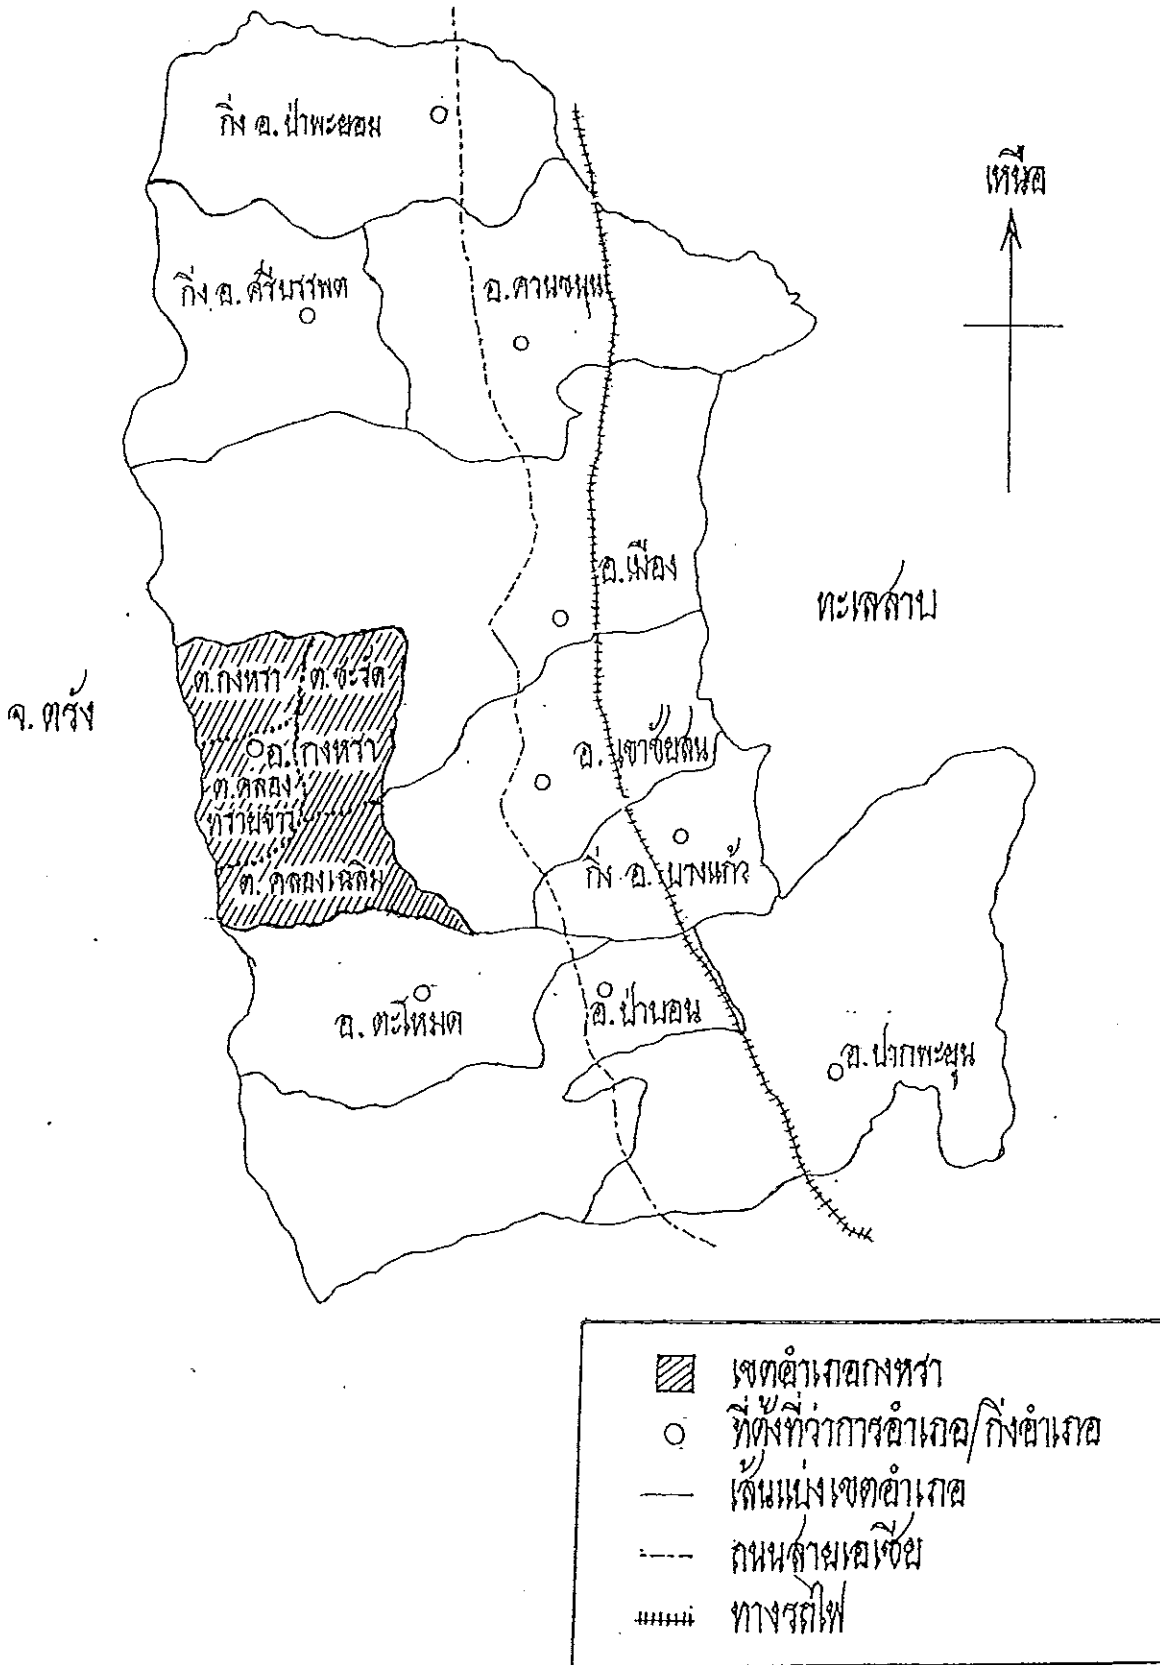 กิ่ง อ. ป่าพะยอม
เหนือ
กิ่ง อ. ศรีบรรพต
อ. ควนขนุน
อ. เมือง
ทะเลสาบ
จ. ตรัง
ต. กงหรา
ต. ชะรัด
อ. กงหรา
ต. คลอง
ทรายขาว
ต. คลองเฉลิม
อ. เขาชัยสน
กิ่ง อ. บางแก้ว
อ. ตะโหมด
อ. ป่าบอน
อ. ปากพะยูน
เขตอำเภอกงหรา
ที่ตั้งที่ว่าการอำเภอ/กิ่งอำเภอ
เส้นแบ่งเขตอำเภอ
ถนนสายเอเซีย
ทางรถไฟ